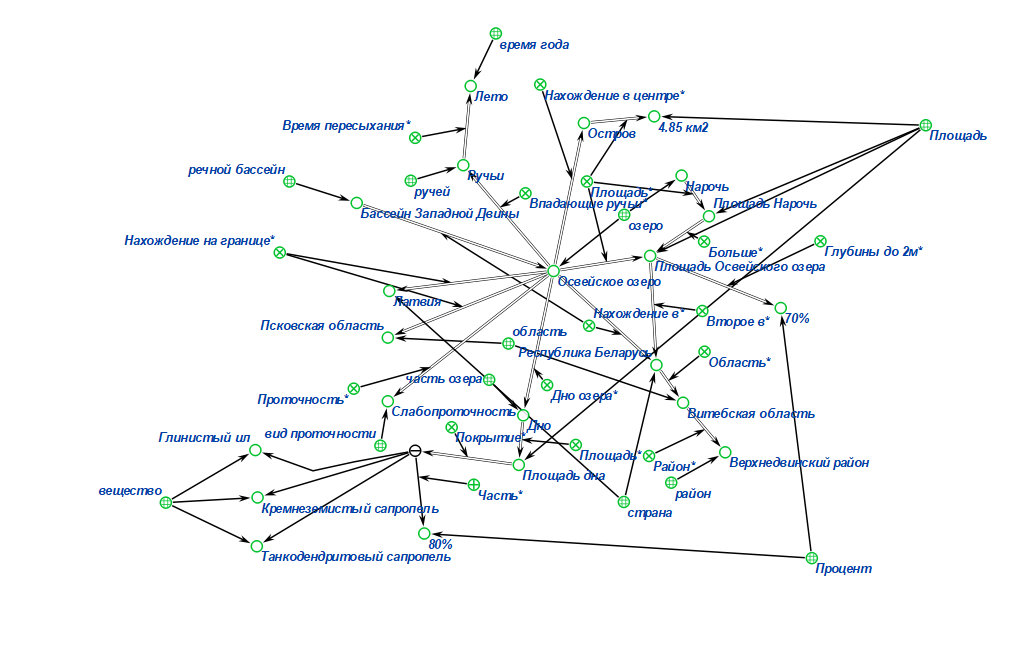 время года
Лето
Нахождение в центре*
Время пересыхания*
Остров
4.85 км2
Площадь
речной бассейн
Ручьи
ручей
Площадь*
Нарочь
Впадающие ручьи*
Площадь Нарочь
Бассейн Западной Двины
озеро
Нахождение на границе*
Больше*
Глубины до 2м*
Площадь Освейского озера
Освейское озеро
Латвия
Нахождение в*
Второе в*
70%
Псковская область
область
Республика Беларусь
Область*
часть озера
Проточность*
Дно озера*
Слабопроточность
Витебская область
Дно
вид проточности
Глинистый ил
Покрытие*
Площадь*
Район*
Верхнедвинский район
Площадь дна
вещество
Часть*
район
Кремнеземистый сапропель
страна
80%
Танкодендритовый сапропель
Процент